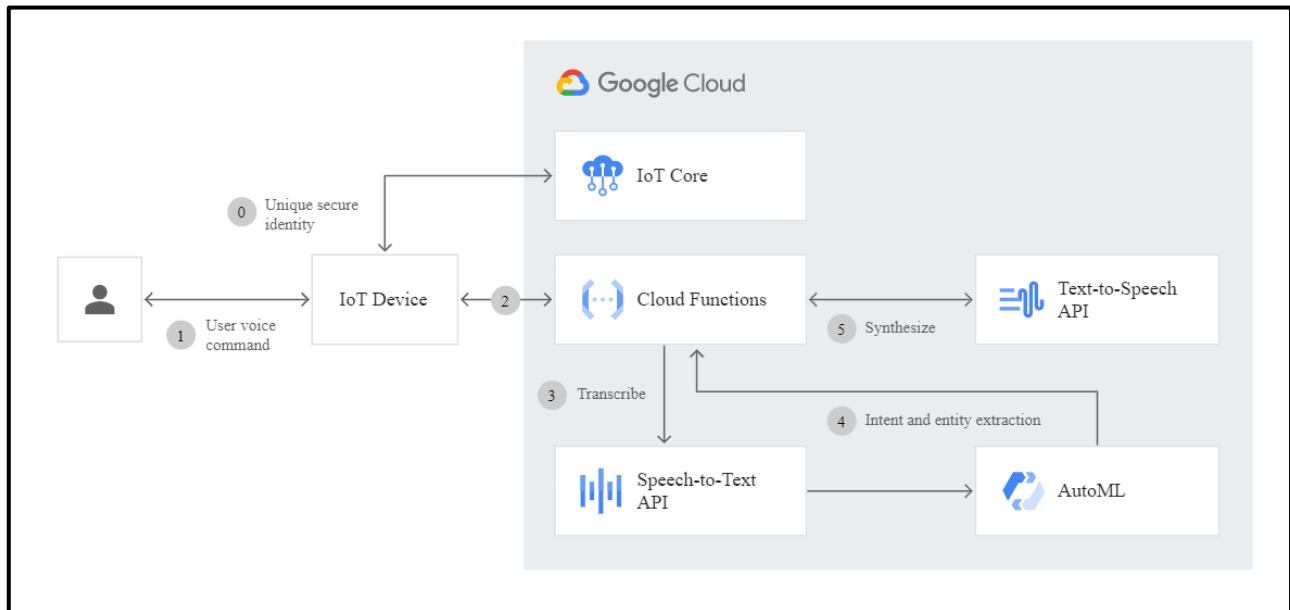 Google Cloud
IoT Core
0
Unique secure
identity
IoT Device
2
Cloud Functions
Text-to-Speech
API
1
User voice
command
5
Synthesize
3
Transcribe
4
Intent and entity extraction
Speech-to-Text
API
AutoML